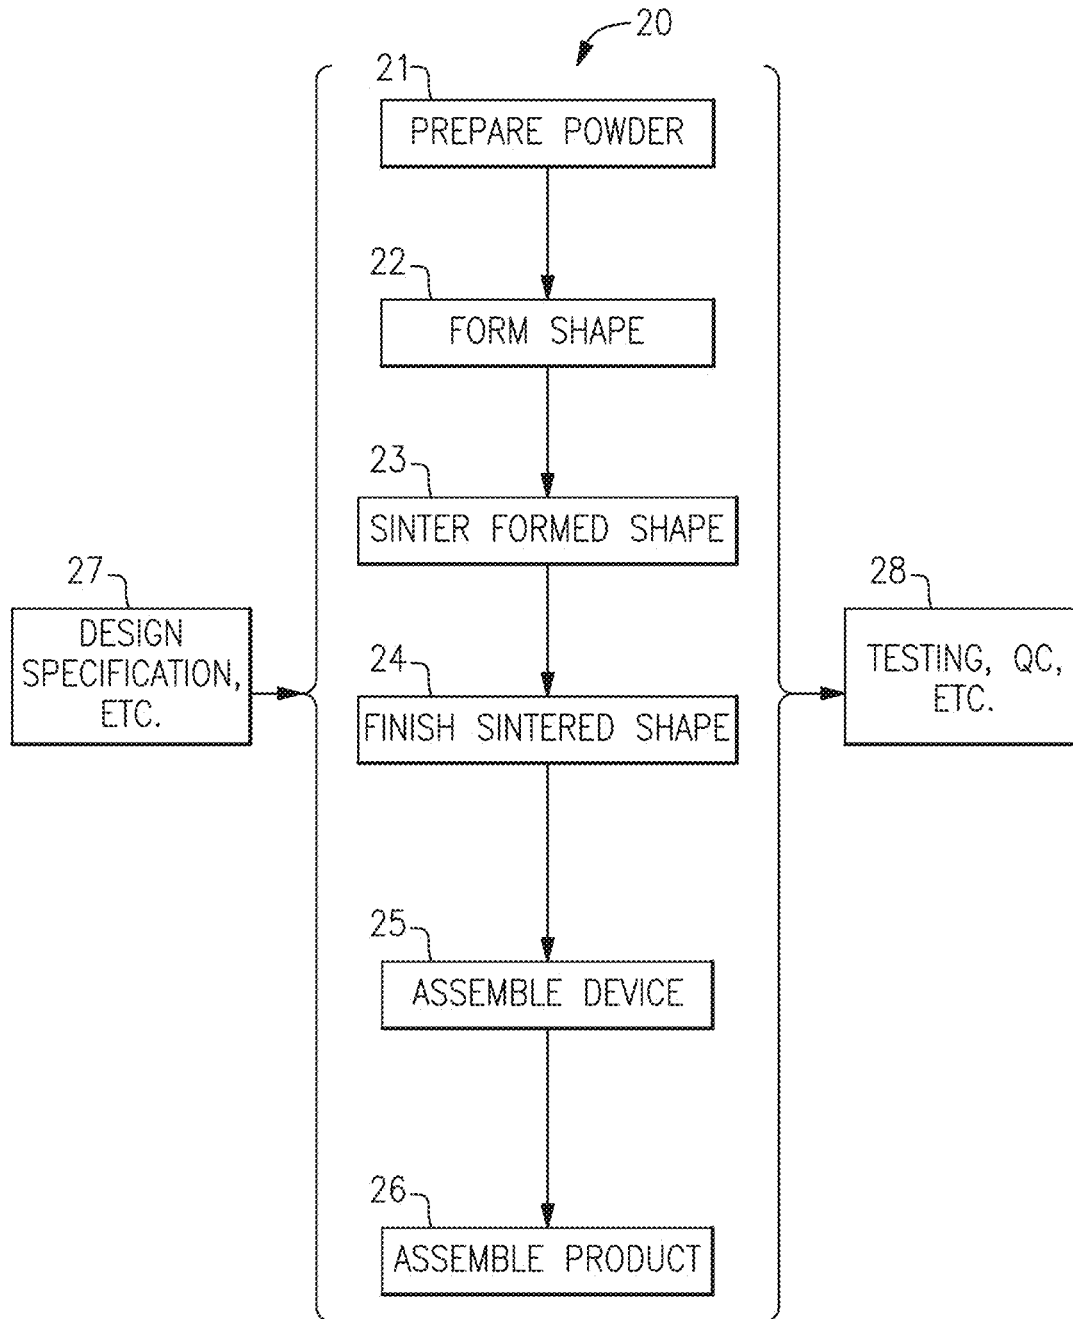 20
21
PREPARE POWDER
22
FORM SHAPE
23
SINTER FORMED SHAPE
27
DESIGN
SPECIFICATION,
ETC.
24
FINISH SINTERED SHAPE
28
TESTING, QC,
ETC.
25
ASSEMBLE DEVICE
26
ASSEMBLE PRODUCT